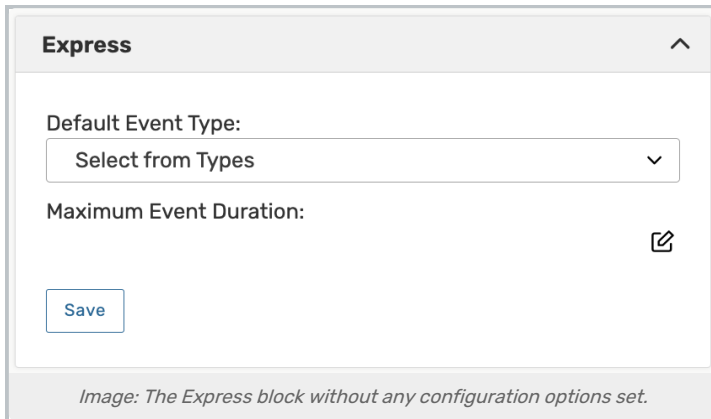 Express
Default Event Type:
Select from Types
Maximum Event Duration:
Save
Image: The Express block without any configuration options set.